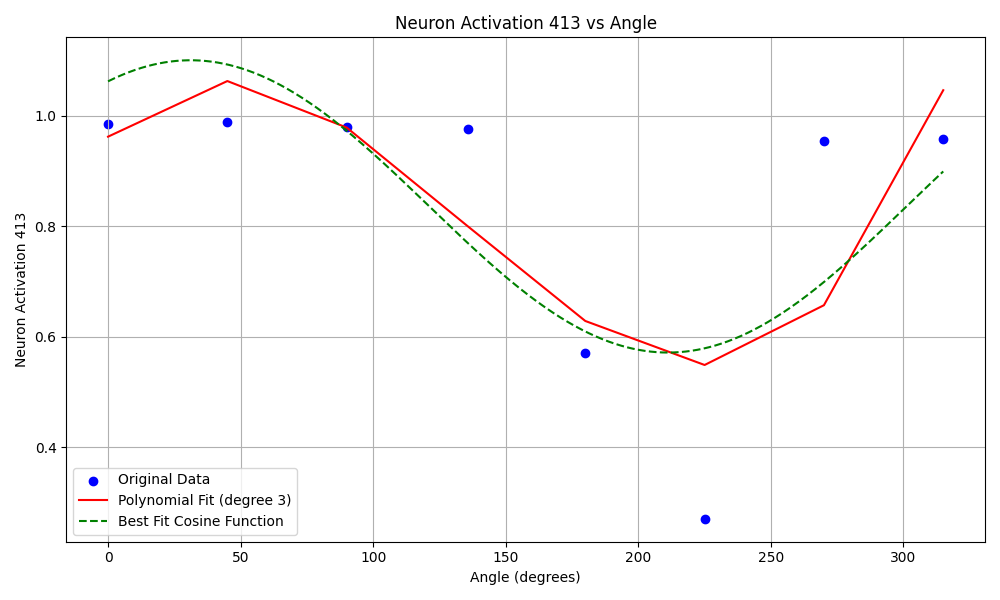 Neuron Activation 413 vs Angle
Neuron Activation 413
1.0
0.8
0.6
0.4
Original Data
Polynomial Fit (degree 3)
Best Fit Cosine Function
0 50 100 150 200 250 300
Angle (degrees)